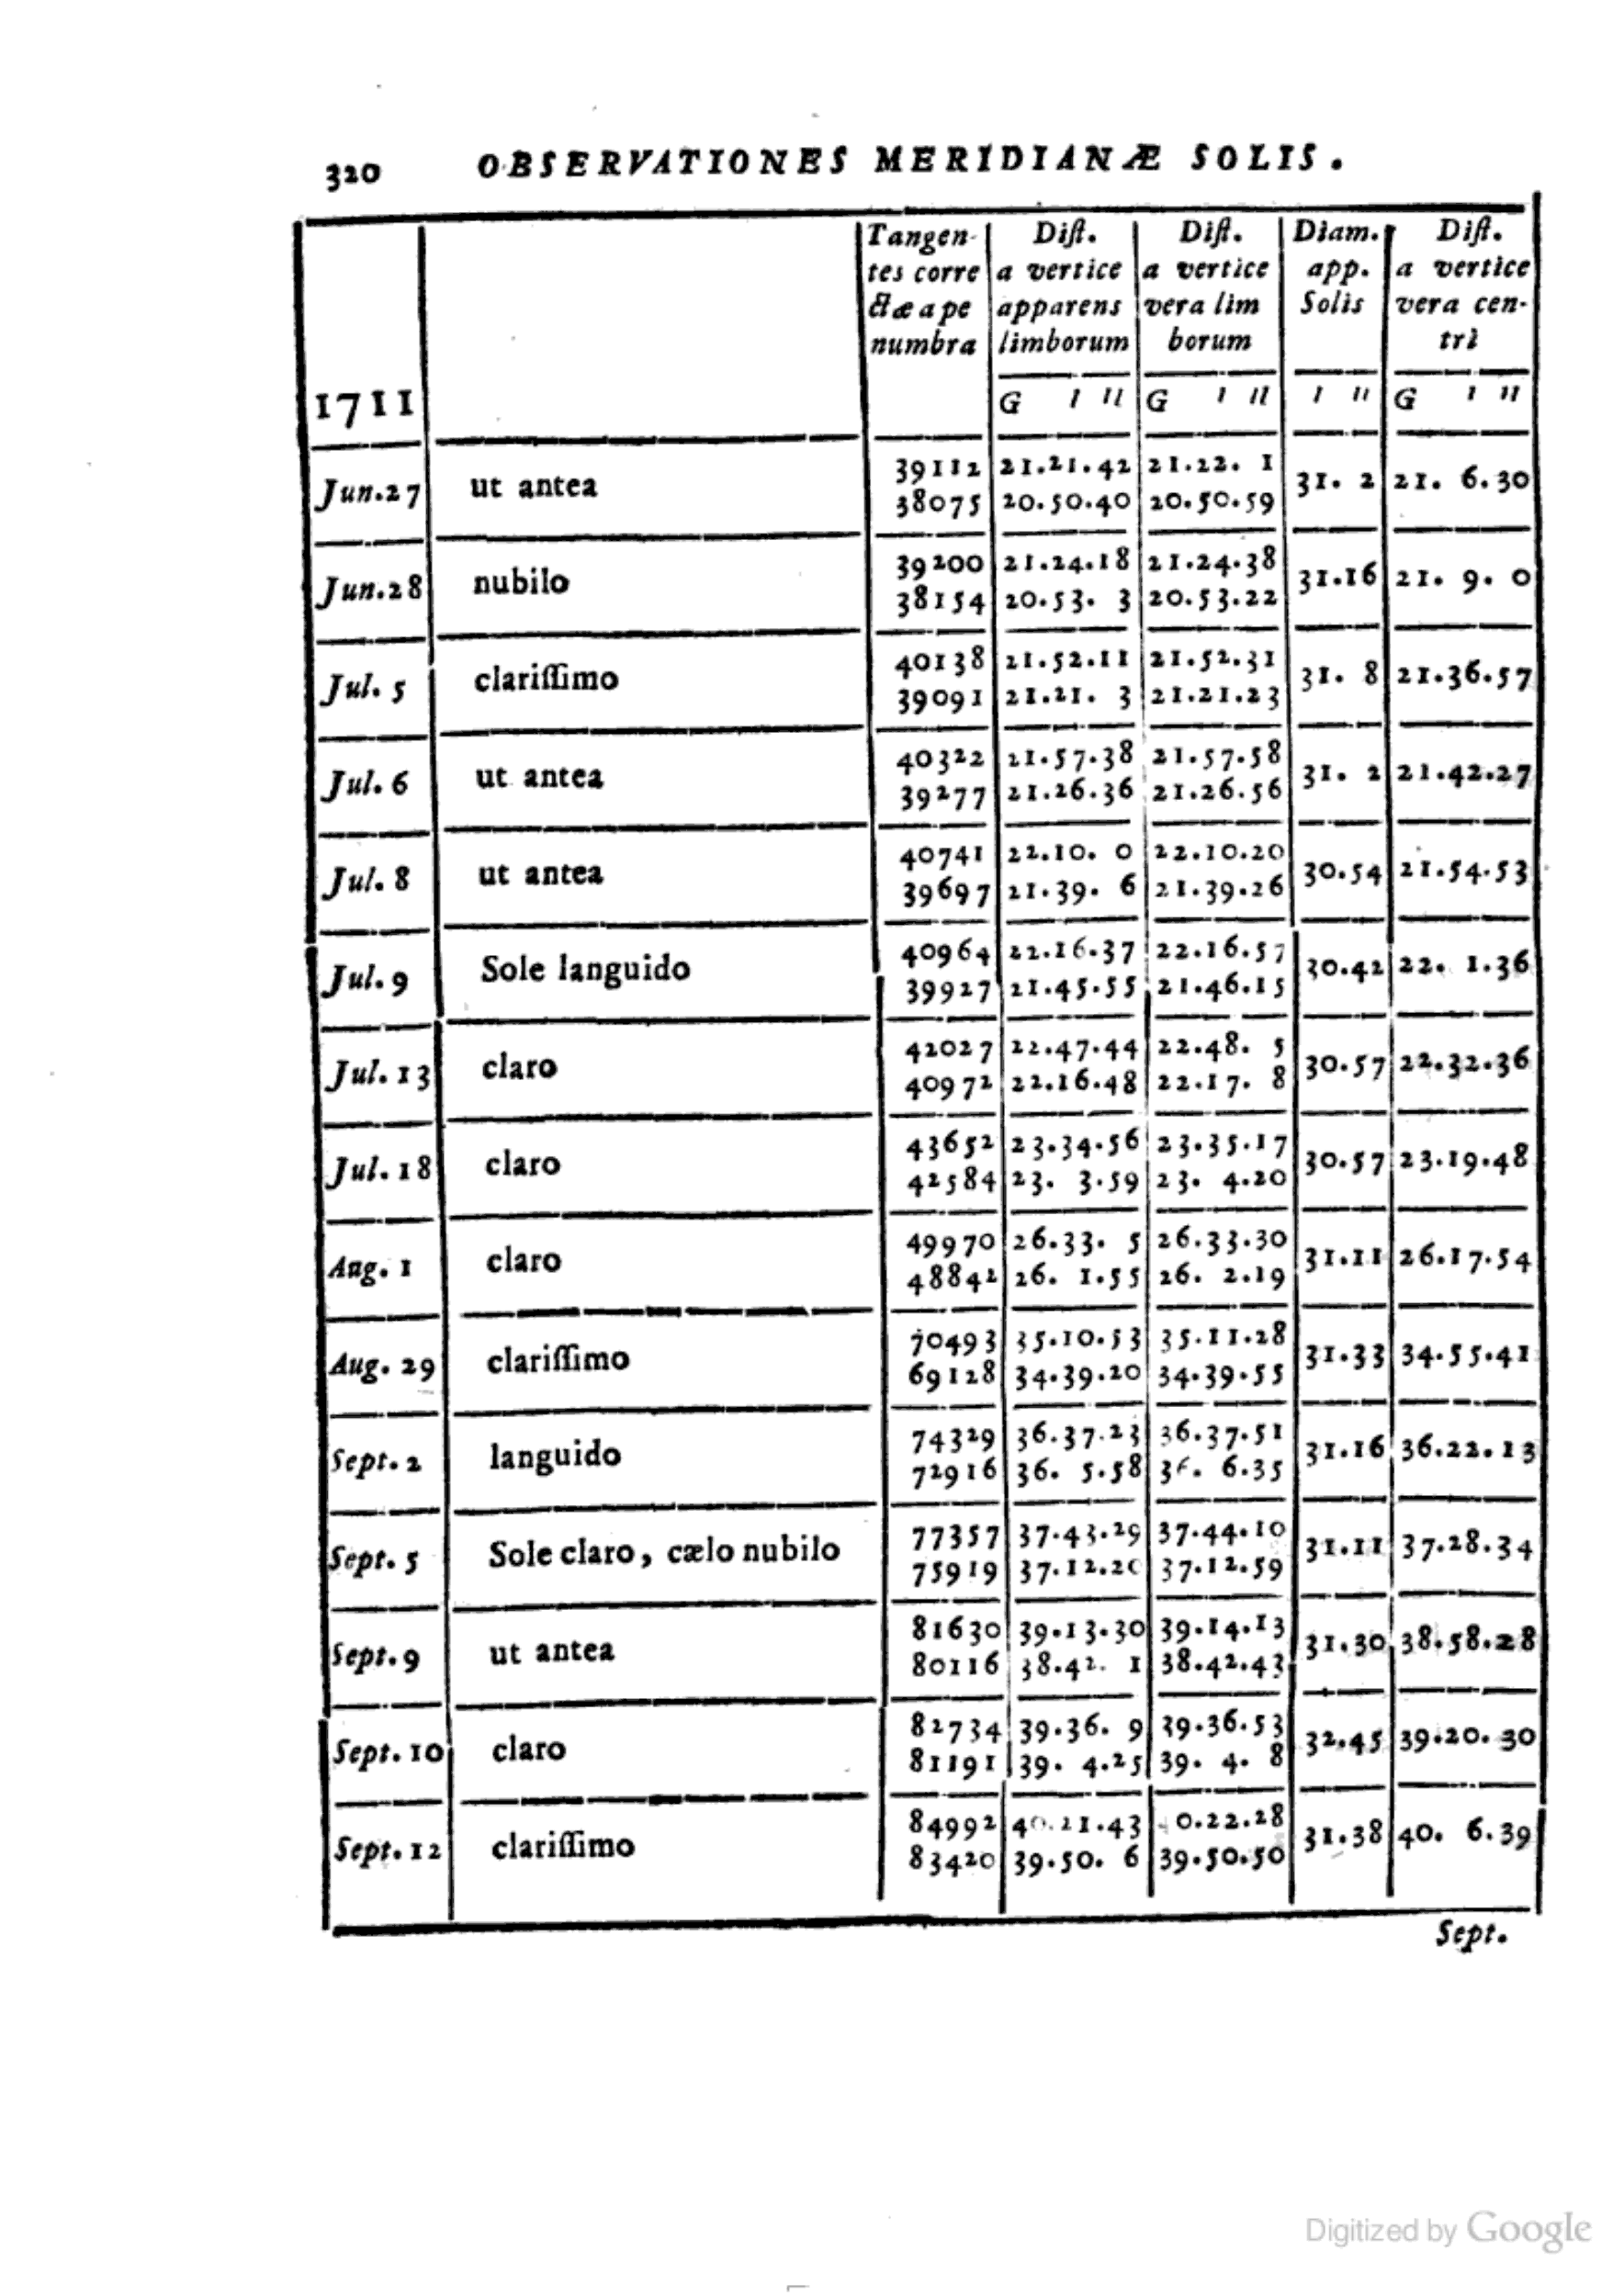 320 OBSERVATIONES MERIDIANÆ SOLIS.
1711
Tangen- tes corre ctæ a pe numbra
Diſt. a vertice apparens limborum
Diſt. a vertice vera lim borum
Diam. app. Solis
Diſt. a vertice vera cen- tri
G ' " G ' " ' " G ' "
Jun.27 ut antea 39112 21.21.42 21.22. 1 31. 2 21. 6.30
38075 20.50.40 20.50.59
Jun.28 nubilo 39200 21.24.18 21.24.38 31.16 21. 9. 0
38154 20.53. 3 20.53.22
Jul. 5 clariſſimo 40138 21.52.11 21.52.31 31. 8 21.36.57
39091 21.21. 3 21.21.23
Jul. 6 ut antea 40322 21.57.38 21.57.58 31. 2 21.42.27
39277 21.26.36 21.26.56
Jul. 8 ut antea 40741 22.10. 0 22.10.20 30.54 21.54.53
39697 21.39. 6 21.39.26
Jul. 9 Sole languido 40964 22.16.37 22.16.57 30.42 22. 1.36
39927 21.45.55 21.46.15
Jul. 13 claro 42027 22.47.44 22.48. 5 30.57 22.32.36
40972 22.16.48 22.17. 8
Jul. 18 claro 43652 23.34.56 23.35.17 30.57 23.19.48
42584 23. 3.59 23. 4.20
Aug. 1 claro 49970 26.33. 5 26.33.30 31.11 26.17.54
48842 26. 1.55 26. 2.19
Aug. 29 clariſſimo 70493 35.10.53 35.11.28 31.33 34.55.41
69128 34.39.20 34.39.55
Sept. 2 languido 74329 36.37.23 36.37.51 31.16 36.22.13
72916 36. 5.58 36. 6.35
Sept. 5 Sole claro, cælo nubilo 77357 37.43.29 37.44.10 31.11 37.28.34
75919 37.12.20 37.12.59
Sept. 9 ut antea 81630 39.13.30 39.14.13 31.30 38.58.28
80116 38.42. 1 38.42.43
Sept. 10 claro 82734 39.36. 9 39.36.53 32.45 39.20.30
81191 39. 4.25 39. 4. 8
Sept. 12 clariſſimo 84992 40.21.43 0.22.28 31.38 40. 6.39
83420 39.50. 6 39.50.50
Sept.
Digitized by Google